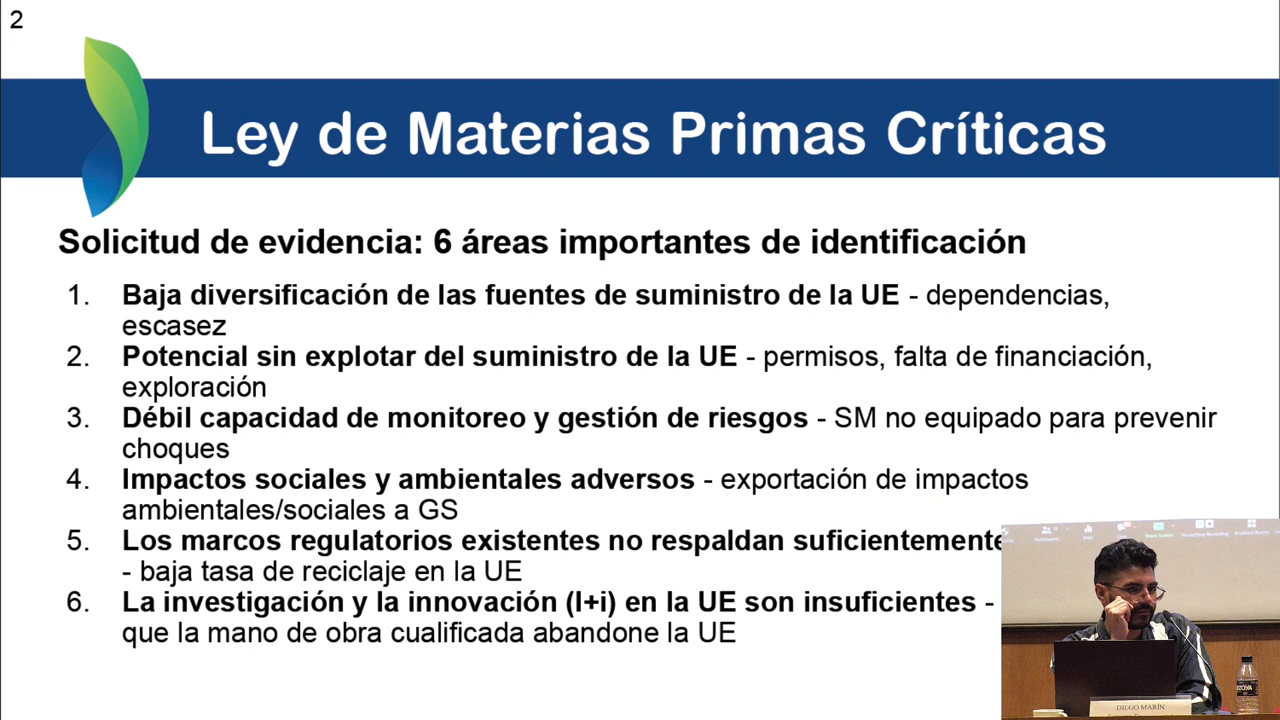 2
Ley de Materias Primas Críticas
Solicitud de evidencia: 6 áreas importantes de identificación
1. Baja diversificación de las fuentes de suministro de la UE - dependencias,
escasez
2. Potencial sin explotar del suministro de la UE - permisos, falta de financiación,
exploración
3. Débil capacidad de monitoreo y gestión de riesgos - SM no equipado para prevenir
choques
4. Impactos sociales y ambientales adversos - exportación de impactos
ambientales/sociales a GS
5. Los marcos regulatorios existentes no respaldan suficientemente
- baja tasa de reciclaje en la UE
6. La investigación y la innovación (I+i) en la UE son insuficientes -
que la mano de obra cualificada abandone la UE
DIEGO MARÍN